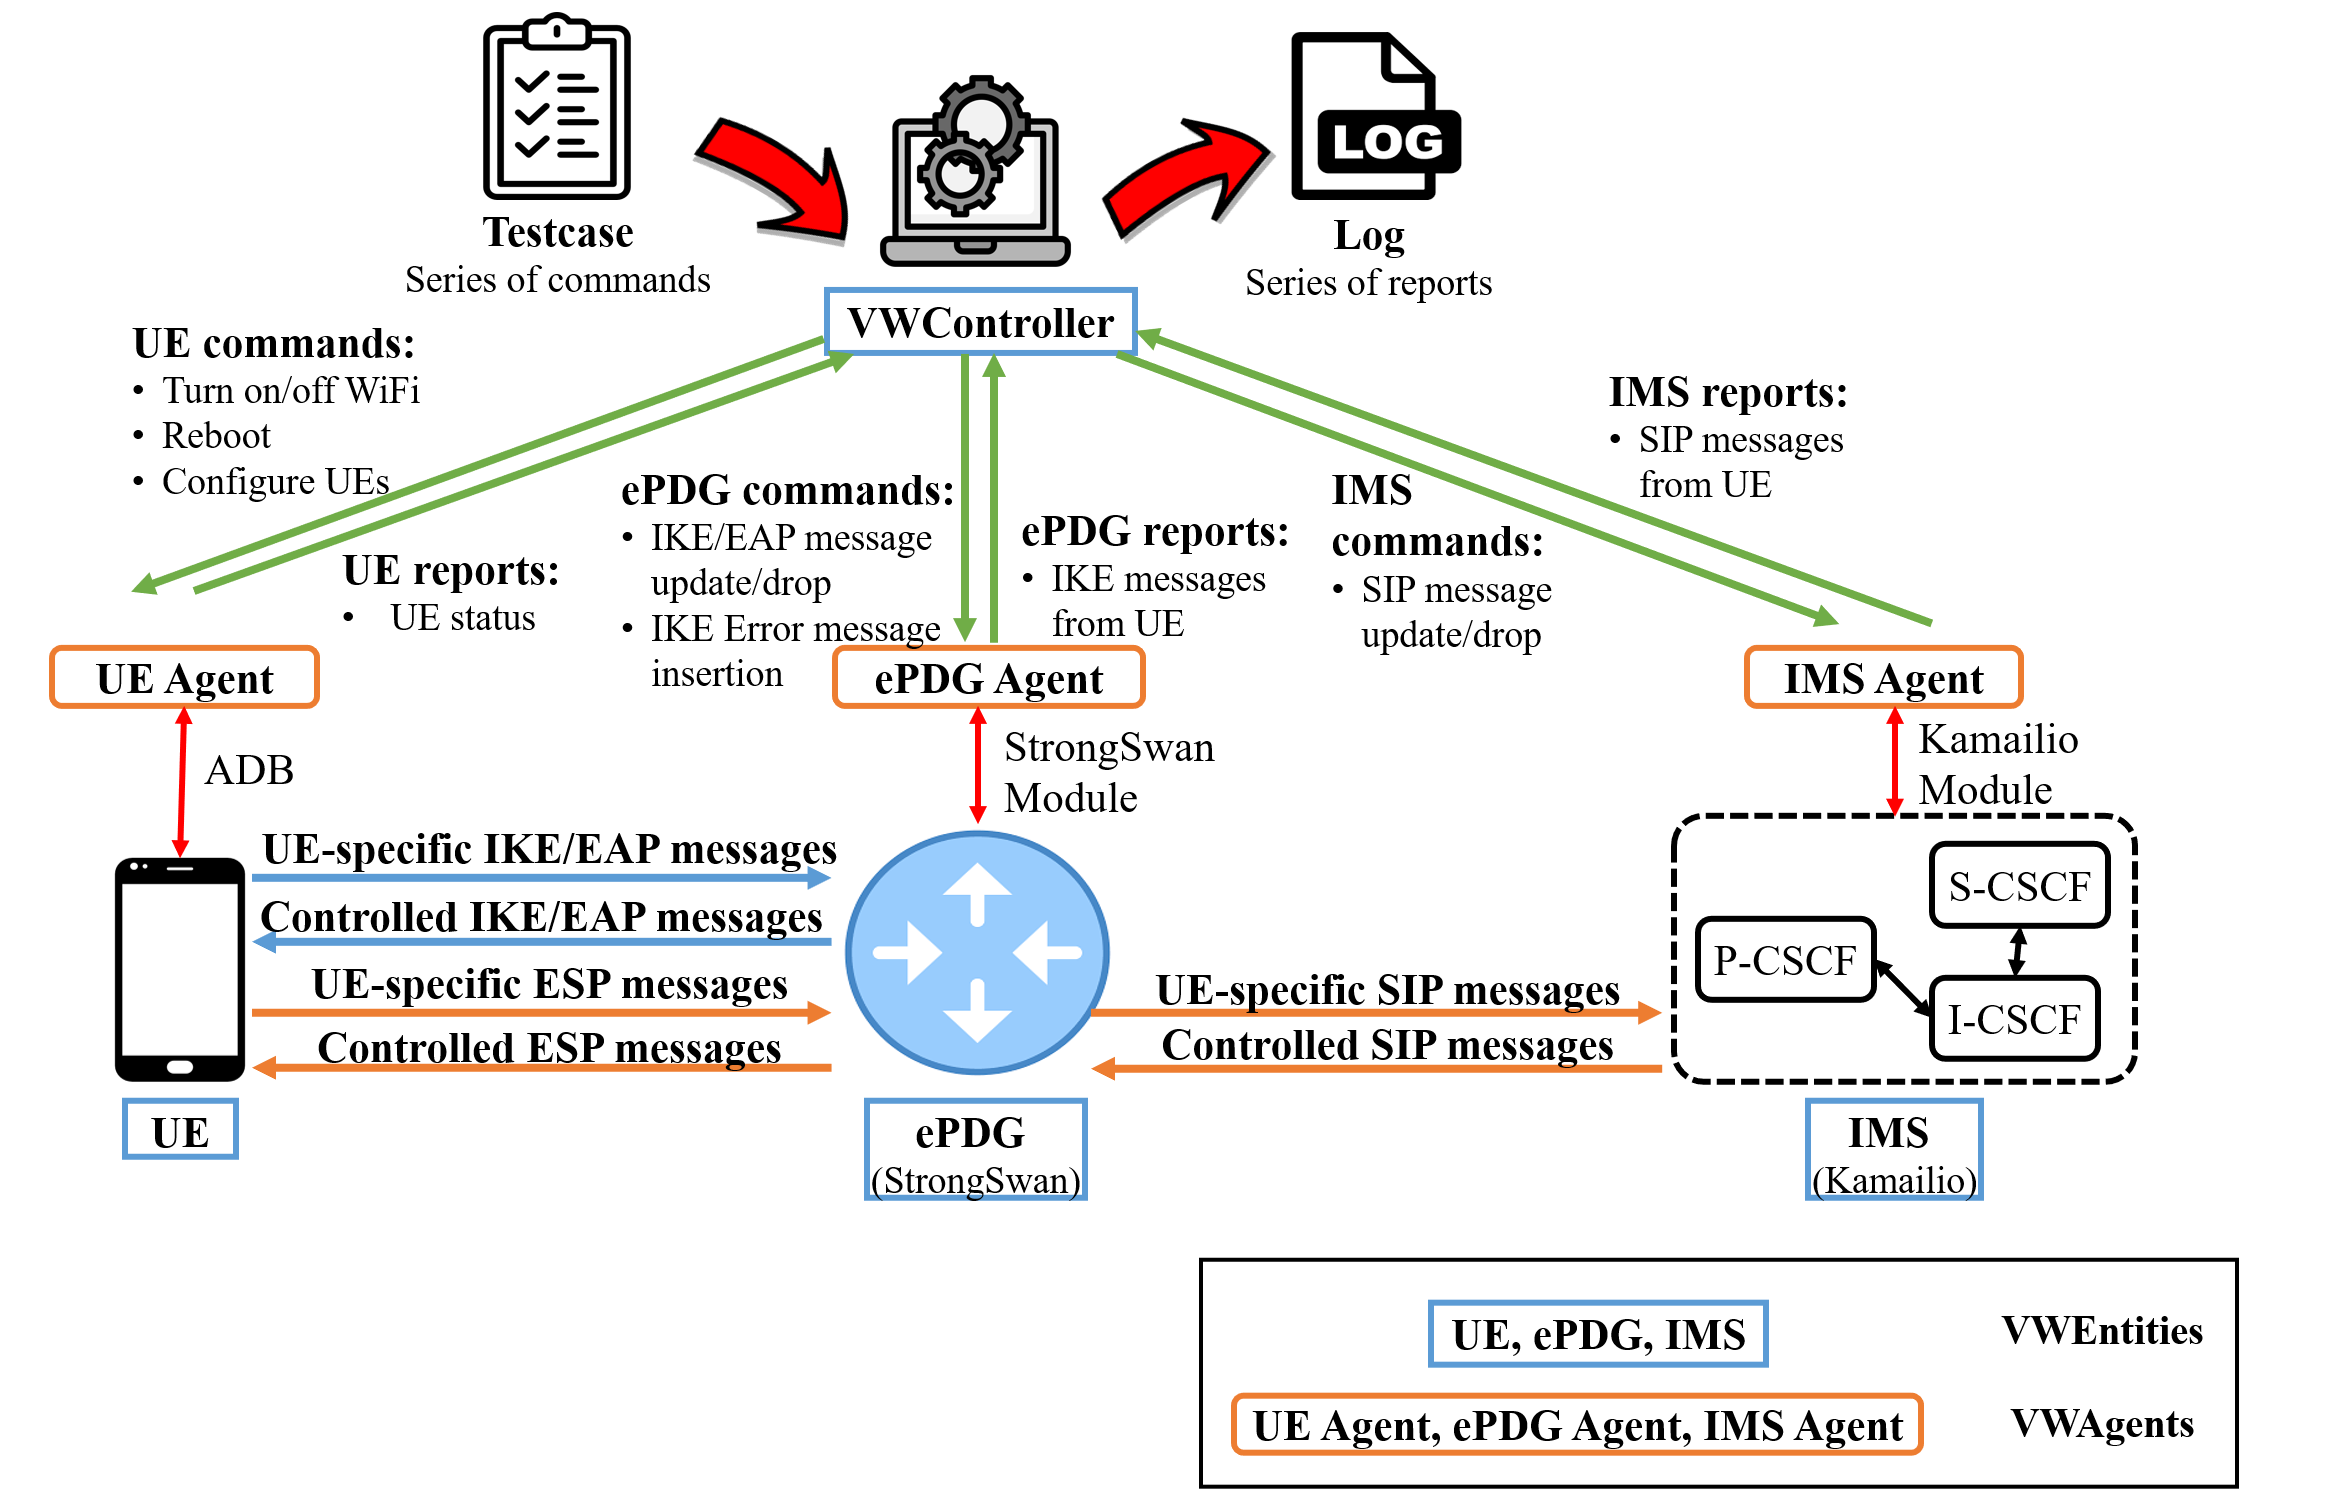 LOG
Testcase
Series of commands
Log
Series of reports
VWController
UE commands:
• Turn on/off WiFi
• Reboot
• Configure UEs
UE reports:
• UE status
ePDG commands:
• IKE/EAP message
update/drop
• IKE Error message
insertion
ePDG reports:
• IKE messages
from UE
IMS
commands:
• SIP message
update/drop
IMS reports:
• SIP messages
from UE
UE Agent
ePDG Agent
IMS Agent
ADB
StrongSwan
Module
Kamailio
Module
UE-specific IKE/EAP messages
Controlled IKE/EAP messages
UE-specific ESP messages
Controlled ESP messages
UE-specific SIP messages
Controlled SIP messages
S-CSCF
P-CSCF
I-CSCF
UE
ePDG
(StrongSwan)
IMS
(Kamailio)
UE, ePDG, IMS
VWEntities
UE Agent, ePDG Agent, IMS Agent
VWAgents